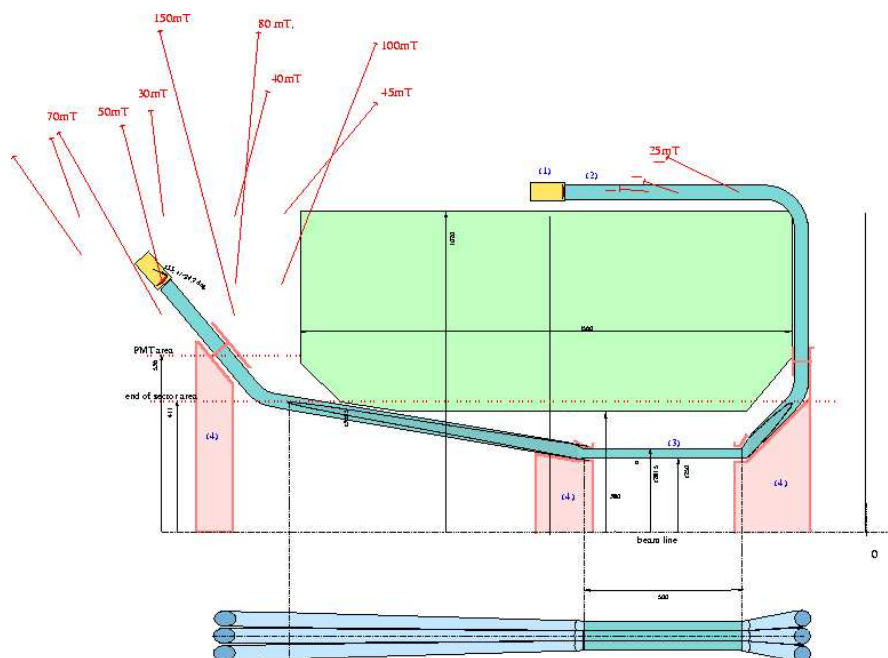 150mT
80 mT,
100mT
40mT
45mT
30mT
70mT
50mT
25mT
(1)
(2)
PMT area
end of sector area
(3)
(4)
(4)
(4)
beam line
0
500